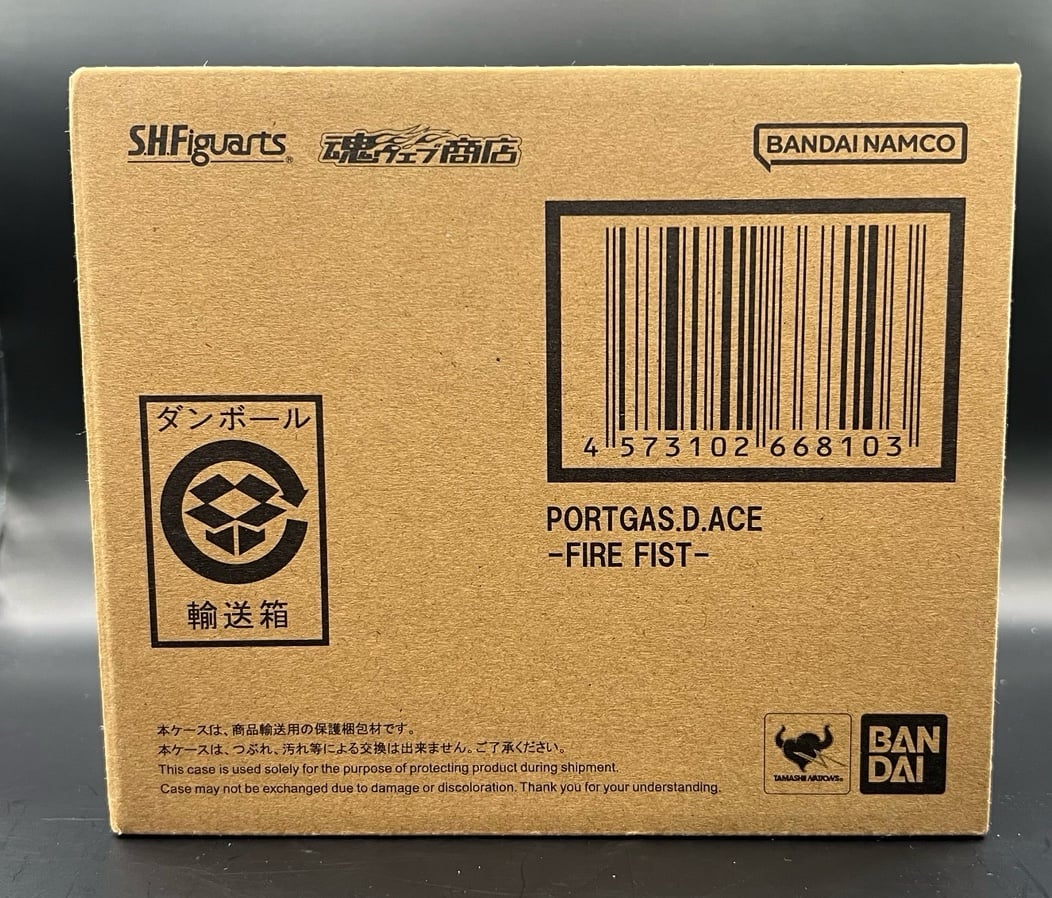 S.H.Figuarts® 魂ウェブ商店
BANDAI NAMCO
4 573102 668103
PORTGAS.D.ACE
-FIRE FIST-
ダンボール
輸送箱
本ケースは、商品輸送用の保護梱包材です。
本ケースは、つぶれ、汚れ等による交換は出来ません。ご了承ください。
This case is used solely for the purpose of protecting product during shipment.
Case may not be exchanged due to damage or discoloration. Thank you for your understanding.
TAMASHII NATIONS®
BAN
DAI